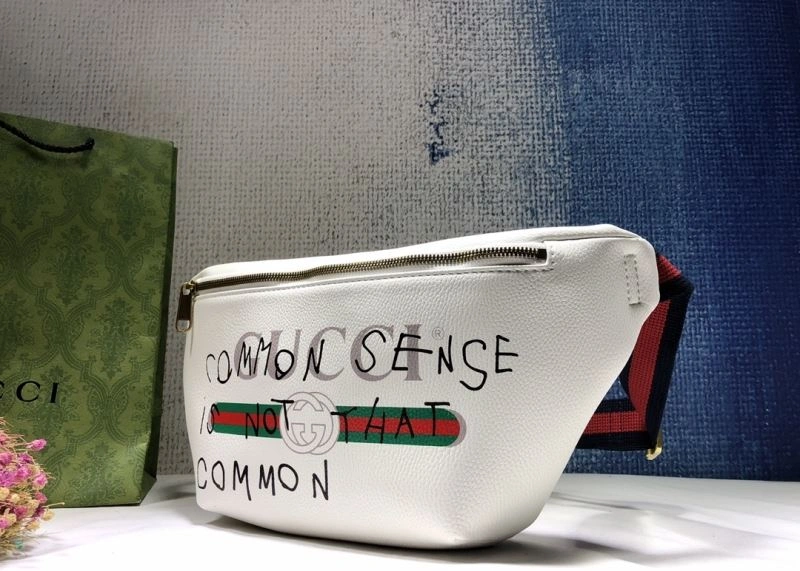 GUCCI®
COMMON SENSE
IS NOT THAT
COMMON
CCI